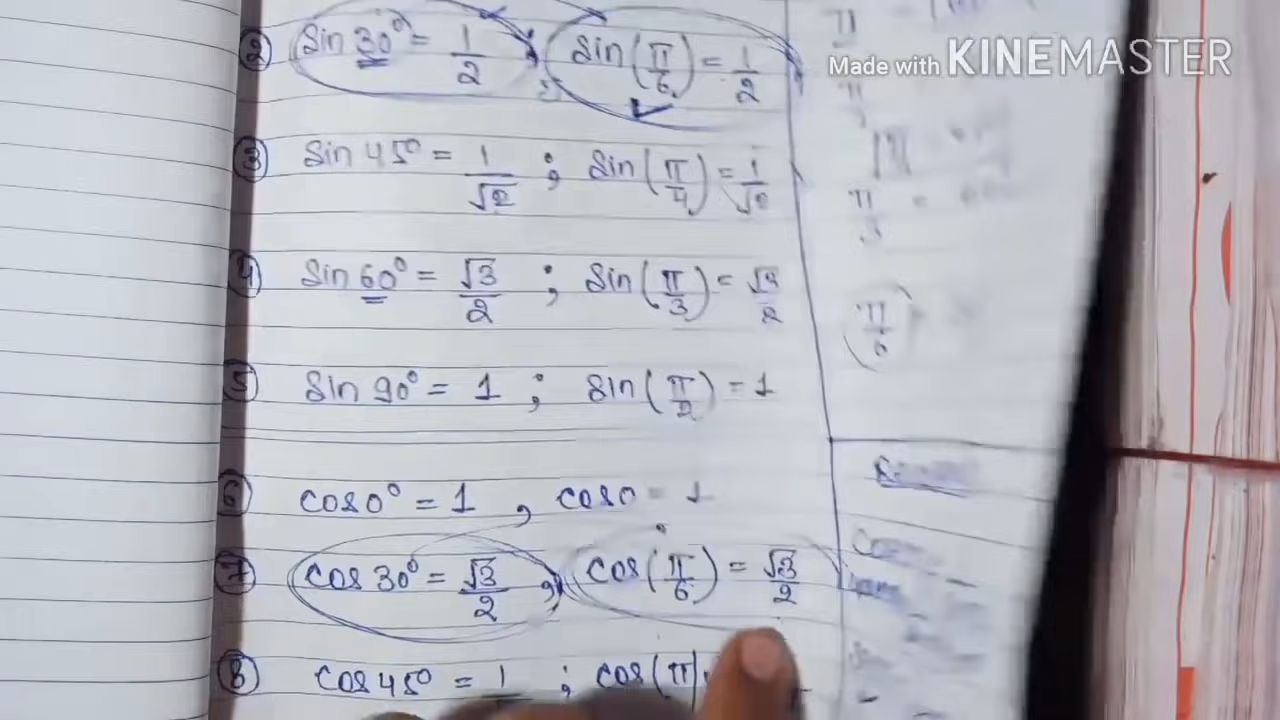 ② Sin 30° = 1/2 ; Sin(π/6) = 1/2
Made with KINEMASTER
③ Sin 45° = 1/√2 ; Sin(π/4) = 1/√2
④ Sin 60° = √3/2 ; Sin(π/3) = √3/2
⑤ Sin 90° = 1 ; Sin(π/2) = 1
⑥ cos 0° = 1 , cos 0 = 1
⑦ cos 30° = √3/2 , cos(π/6) = √3/2
⑧ cos 45° = 1 ; cos(π
π
π/3 =
(π/6)